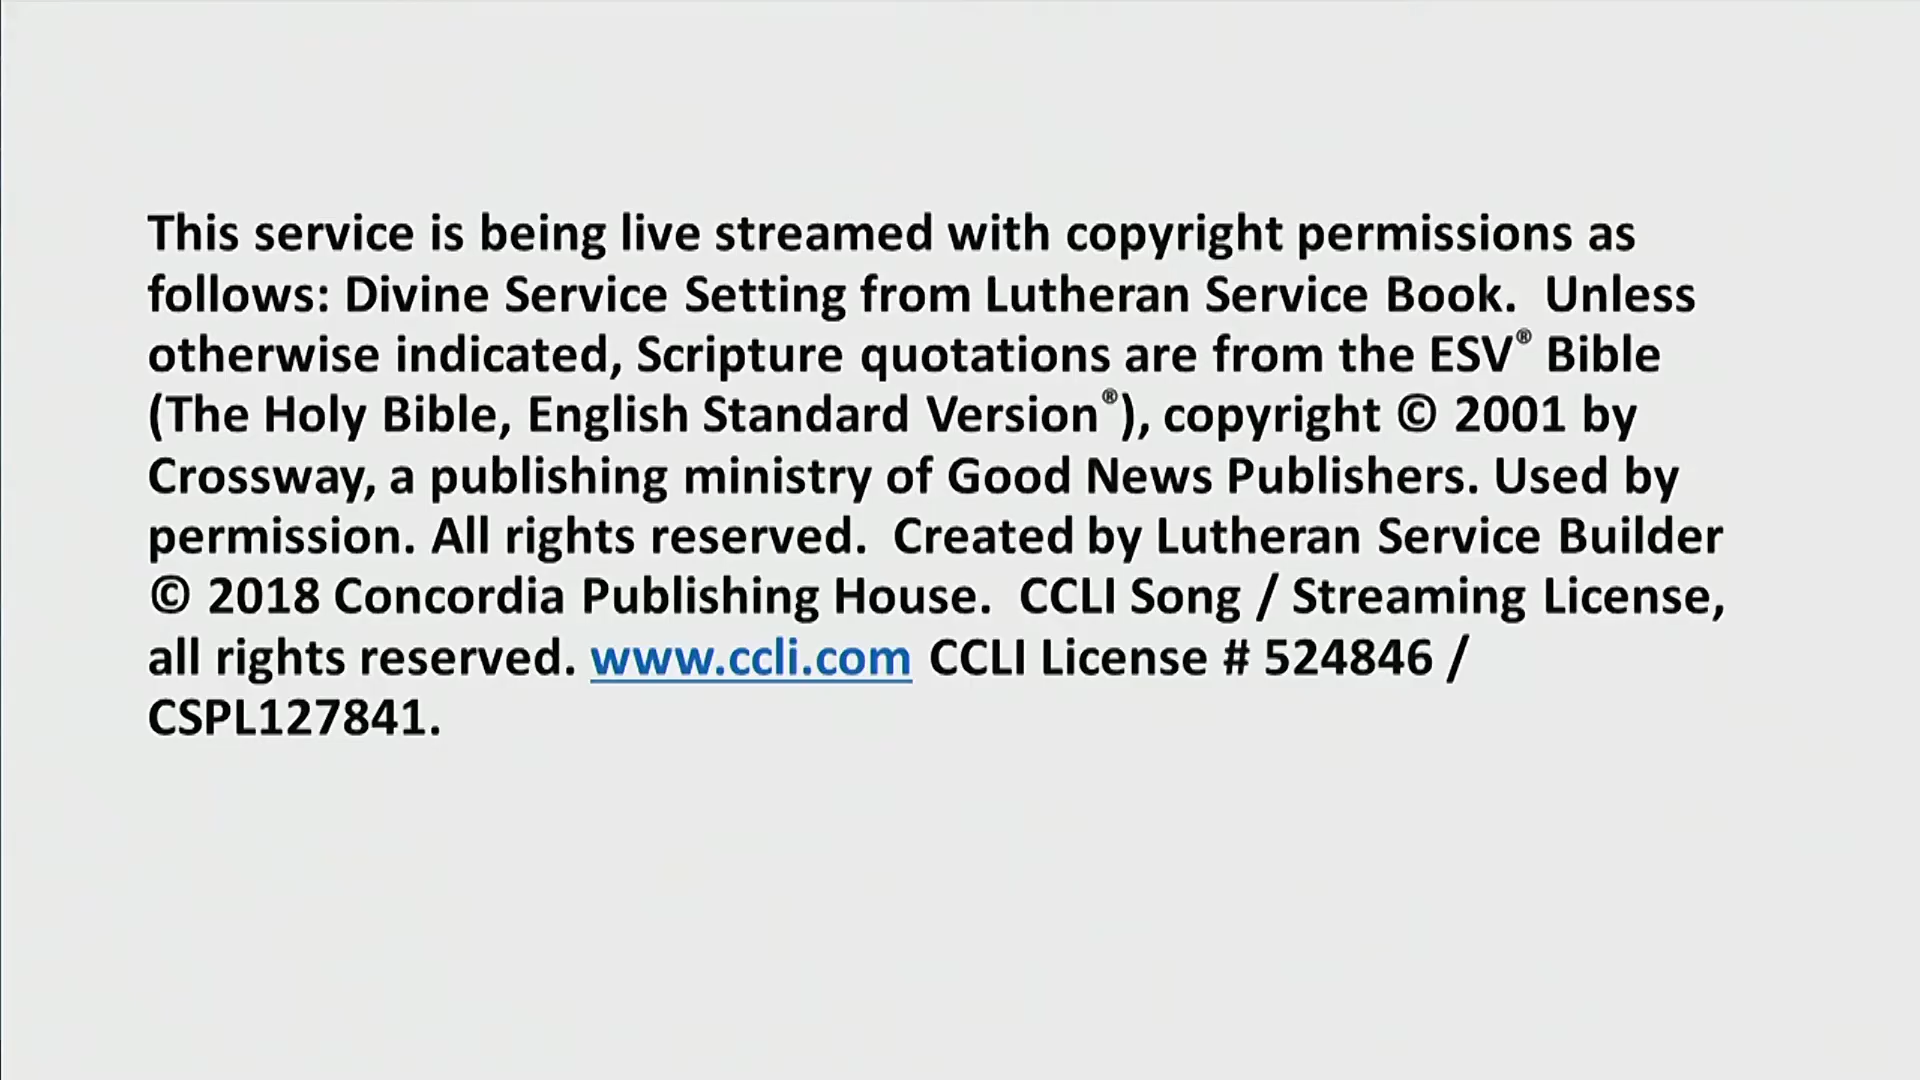 This service is being live streamed with copyright permissions as
follows: Divine Service Setting from Lutheran Service Book.  Unless
otherwise indicated, Scripture quotations are from the ESV® Bible
(The Holy Bible, English Standard Version®), copyright © 2001 by
Crossway, a publishing ministry of Good News Publishers. Used by
permission. All rights reserved.  Created by Lutheran Service Builder
© 2018 Concordia Publishing House.  CCLI Song / Streaming License,
all rights reserved. www.ccli.com CCLI License # 524846 /
CSPL127841.